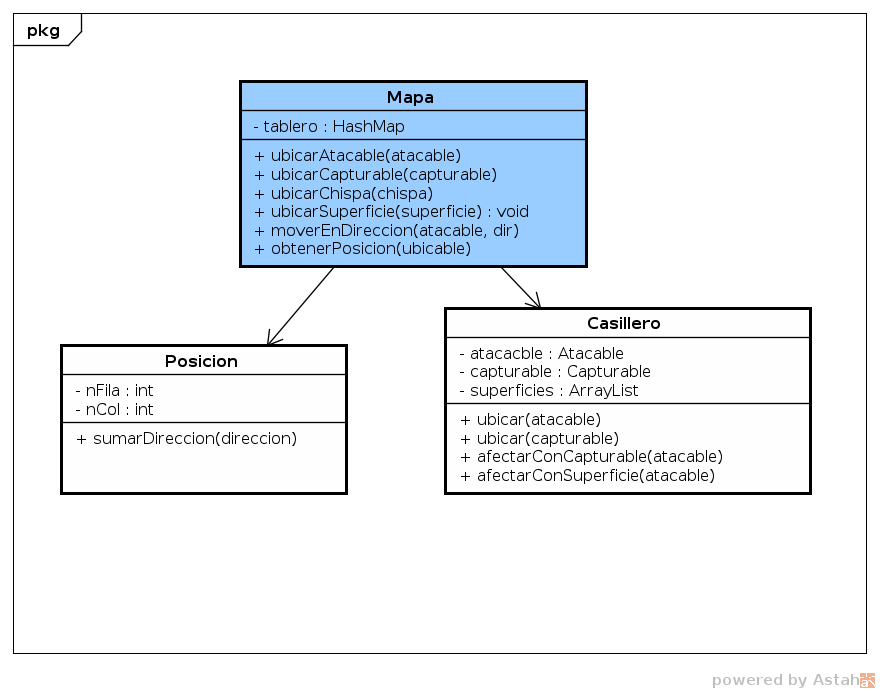 pkg
Mapa
- tablero : HashMap
+ ubicarAtacable(atacable)
+ ubicarCapturable(capturable)
+ ubicarChispa(chispa)
+ ubicarSuperficie(superficie) : void
+ moverEnDireccion(atacable, dir)
+ obtenerPosicion(ubicable)
Posicion
- nFila : int
- nCol : int
+ sumarDireccion(direccion)
Casillero
- atacacble : Atacable
- capturable : Capturable
- superficies : ArrayList
+ ubicar(atacable)
+ ubicar(capturable)
+ afectarConCapturable(atacable)
+ afectarConSuperficie(atacable)
powered by Astah